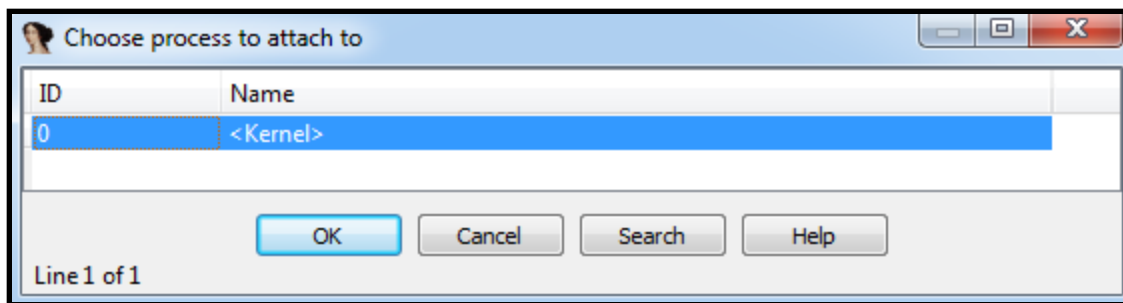 Choose process to attach to
ID Name
0 <Kernel>
OK Cancel Search Help
Line 1 of 1